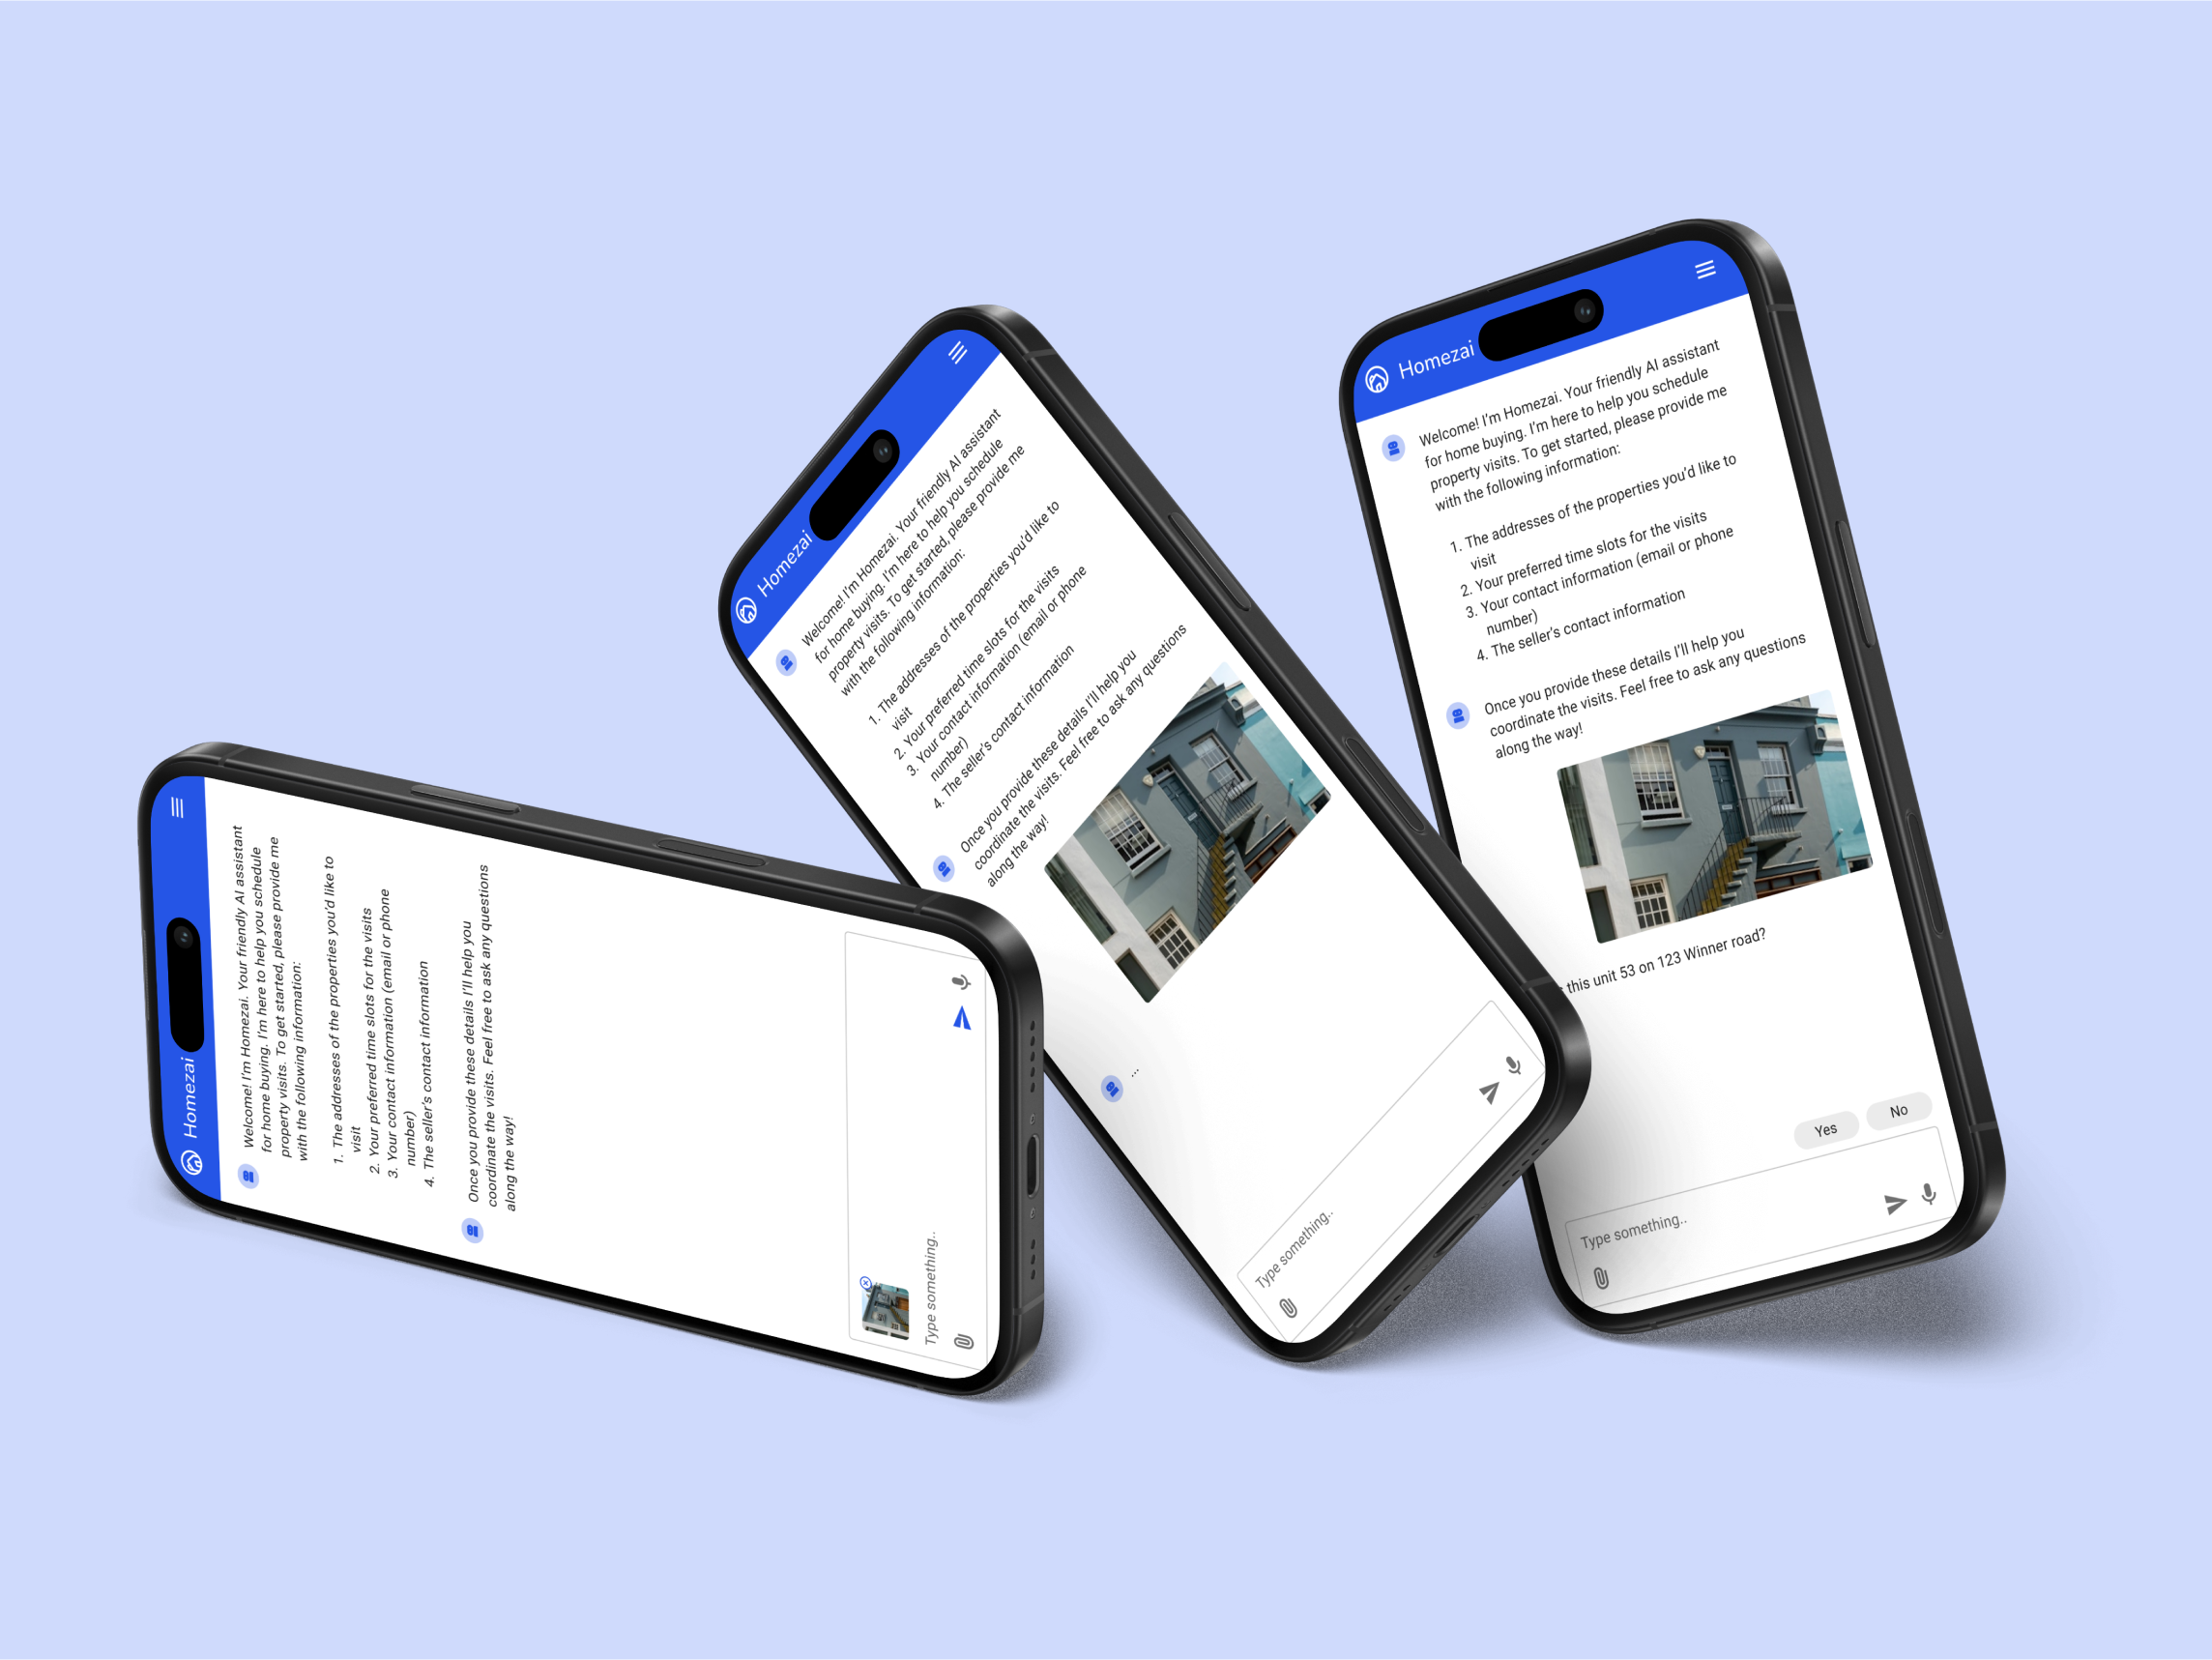 Homezai
Welcome! I'm Homezai. Your friendly AI assistant
for home buying. I'm here to help you schedule
property visits. To get started, please provide me
with the following information:
1. The addresses of the properties you'd like to
visit
2. Your preferred time slots for the visits
3. Your contact information (email or phone
number)
4. The seller's contact information
Once you provide these details I'll help you
coordinate the visits. Feel free to ask any questions
along the way!
Type something..
Homezai
Welcome! I'm Homezai. Your friendly AI assistant
for home buying. I'm here to help you schedule
property visits. To get started, please provide me
with the following information:
1. The addresses of the properties you'd like to
visit
2. Your preferred time slots for the visits
3. Your contact information (email or phone
number)
4. The seller's contact information
Once you provide these details I'll help you
coordinate the visits. Feel free to ask any questions
along the way!
...
Type something..
Homezai
Welcome! I'm Homezai. Your friendly AI assistant
for home buying. I'm here to help you schedule
property visits. To get started, please provide me
with the following information:
1. The addresses of the properties you'd like to
visit
2. Your preferred time slots for the visits
3. Your contact information (email or phone
number)
4. The seller's contact information
Once you provide these details I'll help you
coordinate the visits. Feel free to ask any questions
along the way!
this unit 53 on 123 Winner road?
Yes
No
Type something..